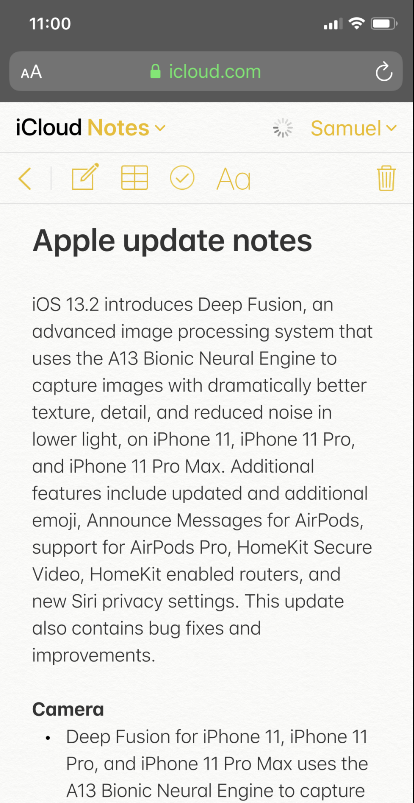 11:00
AA icloud.com
iCloud Notes Samuel
Aa
Apple update notes
iOS 13.2 introduces Deep Fusion, an
advanced image processing system that
uses the A13 Bionic Neural Engine to
capture images with dramatically better
texture, detail, and reduced noise in
lower light, on iPhone 11, iPhone 11 Pro,
and iPhone 11 Pro Max. Additional
features include updated and additional
emoji, Announce Messages for AirPods,
support for AirPods Pro, HomeKit Secure
Video, HomeKit enabled routers, and
new Siri privacy settings. This update
also contains bug fixes and
improvements.
Camera
• Deep Fusion for iPhone 11, iPhone 11
Pro, and iPhone 11 Pro Max uses the
A13 Bionic Neural Engine to capture